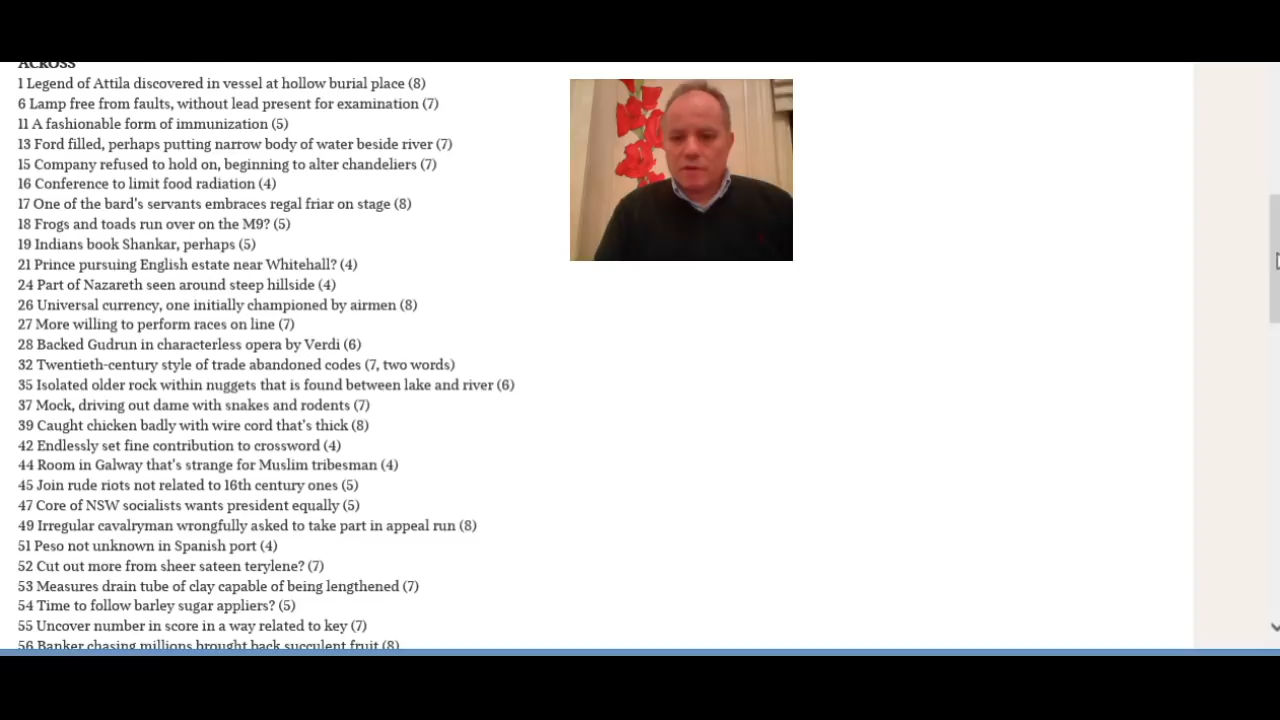 ACROSS
1 Legend of Attila discovered in vessel at hollow burial place (8)
6 Lamp free from faults, without lead present for examination (7)
11 A fashionable form of immunization (5)
13 Ford filled, perhaps putting narrow body of water beside river (7)
15 Company refused to hold on, beginning to alter chandeliers (7)
16 Conference to limit food radiation (4)
17 One of the bard's servants embraces regal friar on stage (8)
18 Frogs and toads run over on the M9? (5)
19 Indians book Shankar, perhaps (5)
21 Prince pursuing English estate near Whitehall? (4)
24 Part of Nazareth seen around steep hillside (4)
26 Universal currency, one initially championed by airmen (8)
27 More willing to perform races on line (7)
28 Backed Gudrun in characterless opera by Verdi (6)
32 Twentieth-century style of trade abandoned codes (7, two words)
35 Isolated older rock within nuggets that is found between lake and river (6)
37 Mock, driving out dame with snakes and rodents (7)
39 Caught chicken badly with wire cord that's thick (8)
42 Endlessly set fine contribution to crossword (4)
44 Room in Galway that's strange for Muslim tribesman (4)
45 Join rude riots not related to 16th century ones (5)
47 Core of NSW socialists wants president equally (5)
49 Irregular cavalryman wrongfully asked to take part in appeal run (8)
51 Peso not unknown in Spanish port (4)
52 Cut out more from sheer sateen terylene? (7)
53 Measures drain tube of clay capable of being lengthened (7)
54 Time to follow barley sugar appliers? (5)
55 Uncover number in score in a way related to key (7)
56 Banker chasing millions brought back succulent fruit (8)